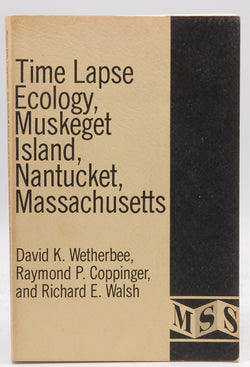 Time Lapse
Ecology,
Muskeget
Island,
Nantucket,
Massachusetts
David K. Wetherbee,
Raymond P. Coppinger,
and Richard E. Walsh
MSS